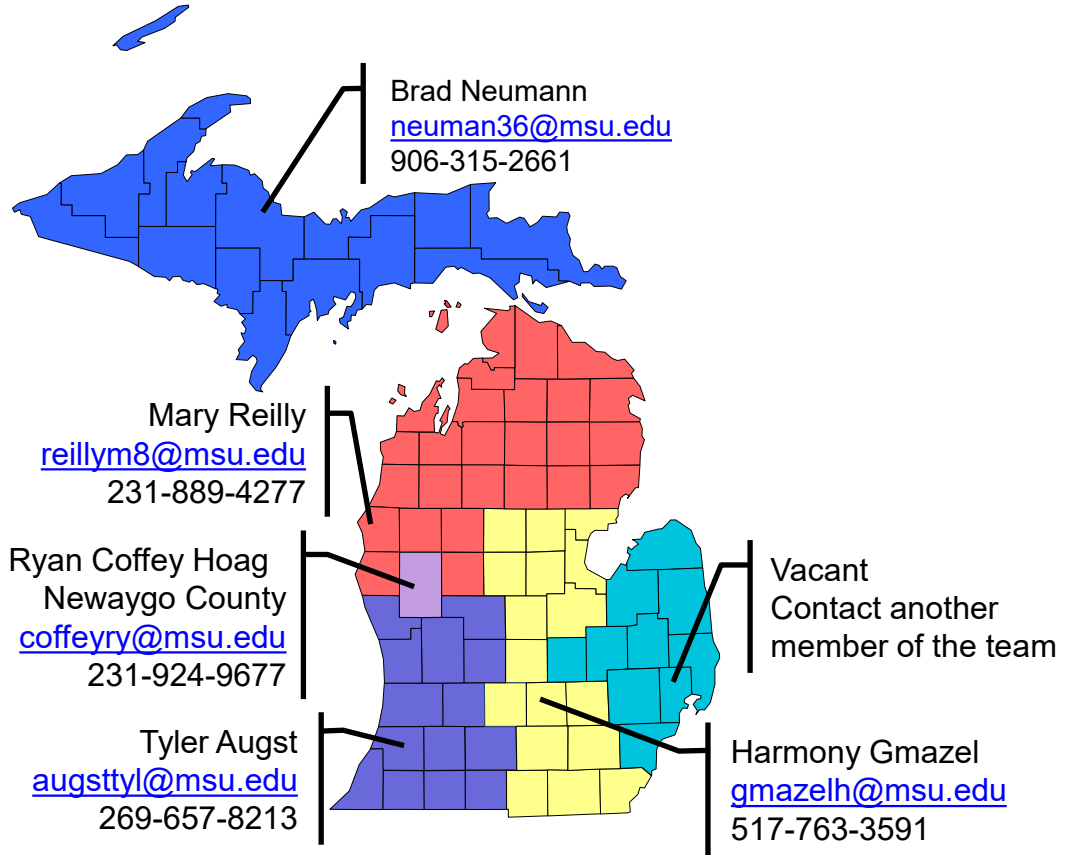 Brad Neumann
neuman36@msu.edu
906-315-2661
Mary Reilly
reillym8@msu.edu
231-889-4277
Ryan Coffey Hoag
Newaygo County
coffeyry@msu.edu
231-924-9677
Vacant
Contact another
member of the team
Tyler Augst
augsttyl@msu.edu
269-657-8213
Harmony Gmazel
gmazelh@msu.edu
517-763-3591